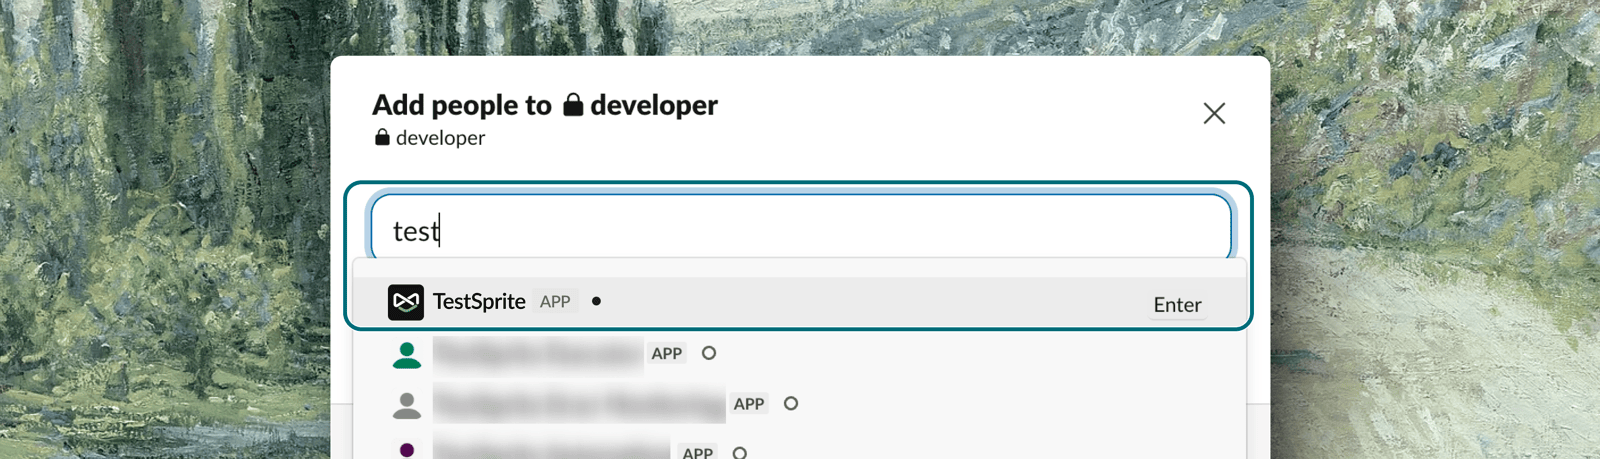 Add people to developer
developer
test
TestSprite APP
Enter
APP
APP
APP